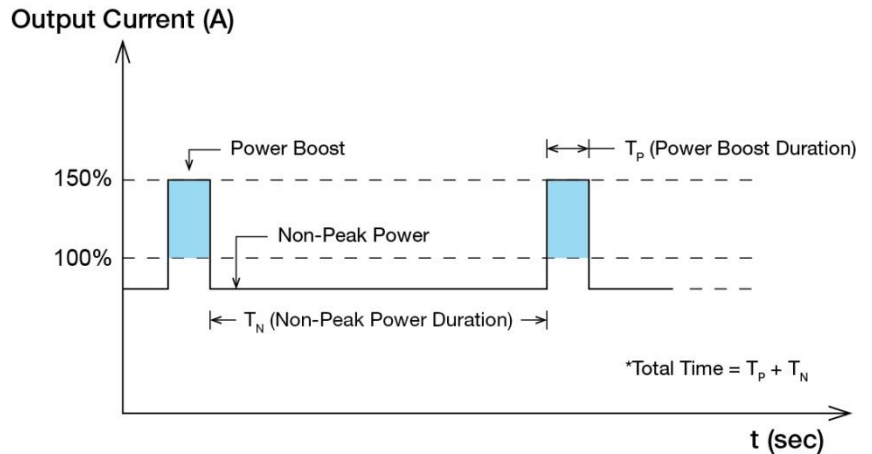 Output Current (A)
Power Boost
T_P (Power Boost Duration)
150%
Non-Peak Power
100%
T_N (Non-Peak Power Duration)
*Total Time = T_P + T_N
t (sec)